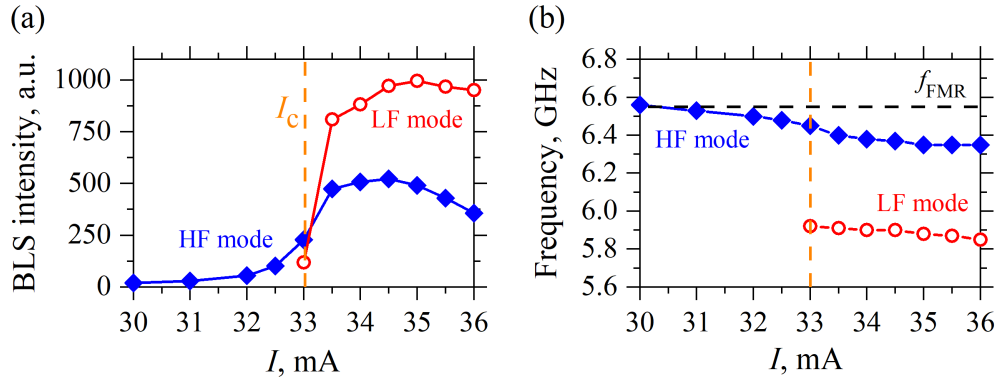 (a)
BLS intensity, a.u.
1000
750
500
250
0
I_c
LF mode
HF mode
30 31 32 33 34 35 36
I, mA
(b)
Frequency, GHz
6.8
6.6
6.4
6.2
6.0
5.8
5.6
f_FMR
HF mode
LF mode
30 31 32 33 34 35 36
I, mA